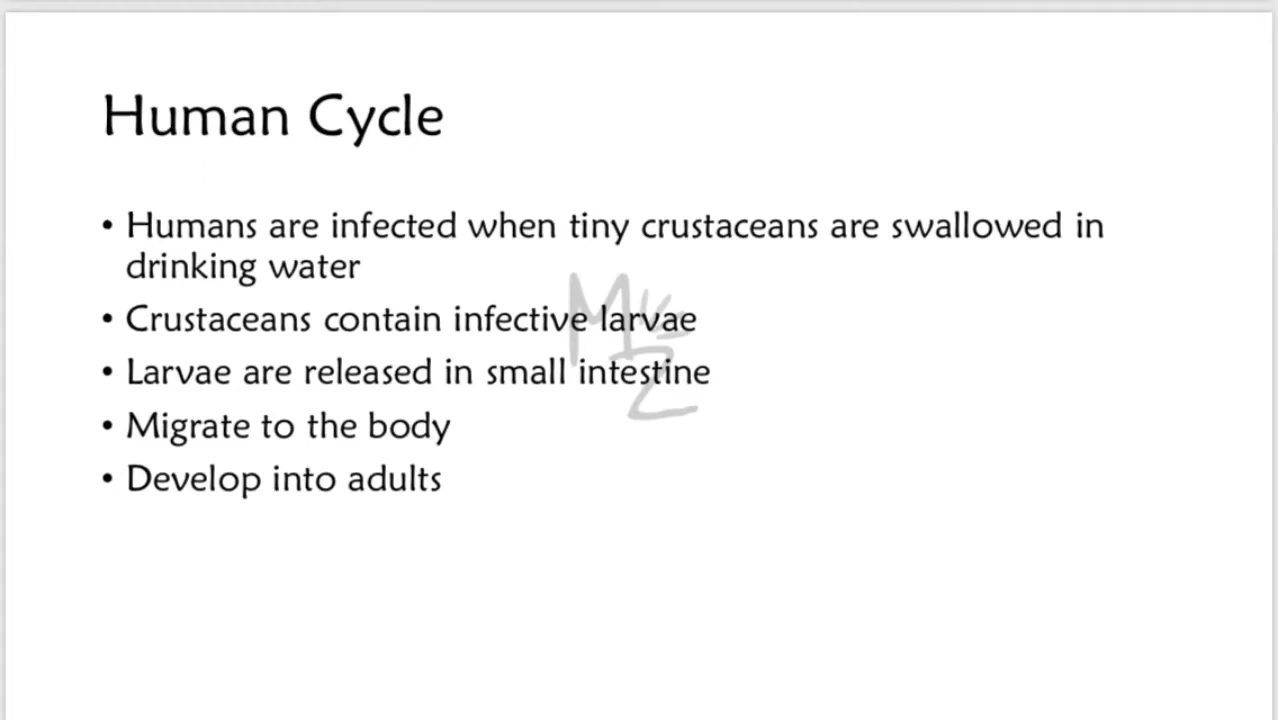 Human Cycle
• Humans are infected when tiny crustaceans are swallowed in
drinking water
• Crustaceans contain infective larvae
• Larvae are released in small intestine
• Migrate to the body
• Develop into adults